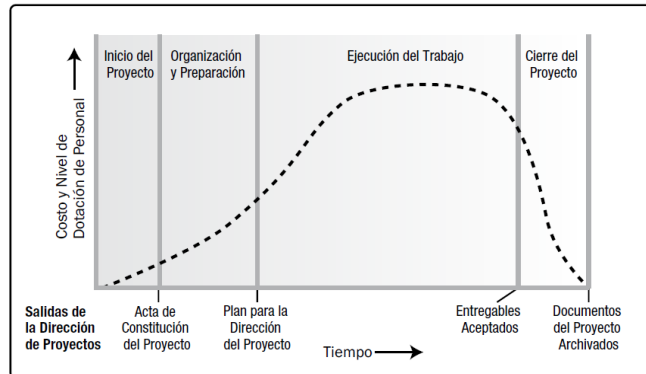 Inicio del
Proyecto
Organización
y Preparación
Ejecución del Trabajo
Cierre del
Proyecto
Costo y Nivel de
Dotación de Personal
Salidas de
la Dirección
de Proyectos
Acta de
Constitución
del Proyecto
Plan para la
Dirección
del Proyecto
Entregables
Aceptados
Documentos
del Proyecto
Archivados
Tiempo